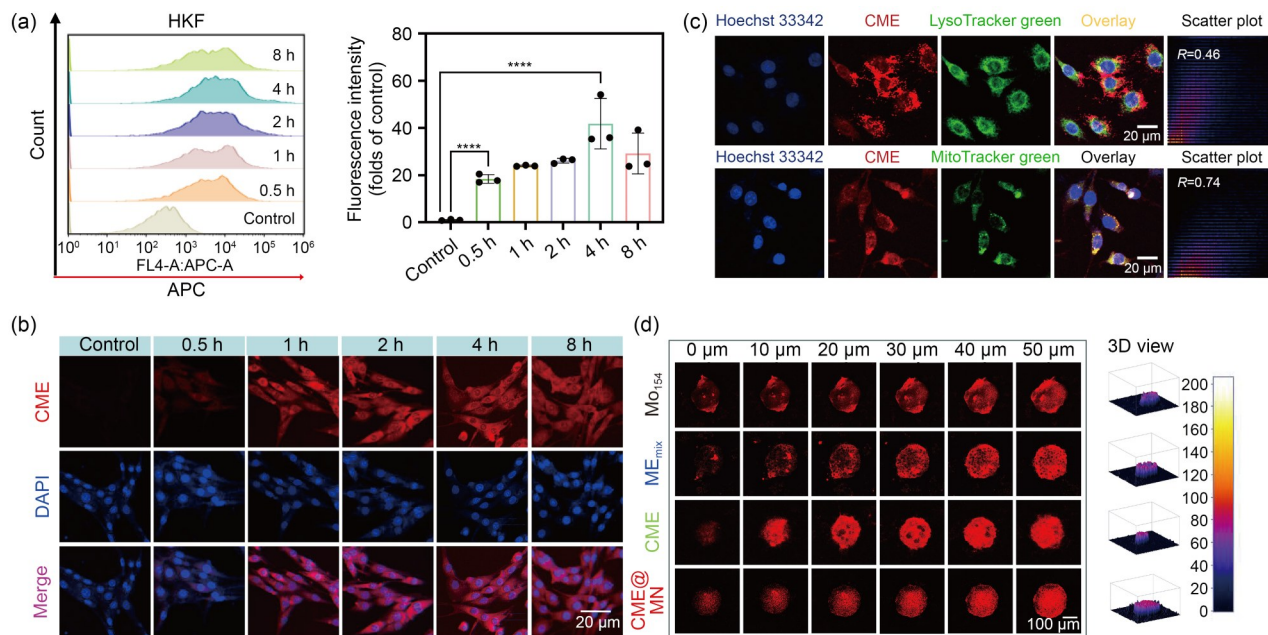 (a)
HKF
8 h
4 h
2 h
1 h
0.5 h
Control
Count
10⁰ 10¹ 10² 10³ 10⁴ 10⁵ 10⁶
FL4-A:APC-A
APC
Fluorescence intensity
(folds of control)
80
60
40
20
0
****
****
Control 0.5 h 1 h 2 h 4 h 8 h
(c)
Hoechst 33342 CME LysoTracker green Overlay Scatter plot
R=0.46
20 µm
Hoechst 33342 CME MitoTracker green Overlay Scatter plot
R=0.74
20 µm
(b)
Control 0.5 h 1 h 2 h 4 h 8 h
CME
DAPI
Merge
20 µm
(d)
0 µm 10 µm 20 µm 30 µm 40 µm 50 µm
3D view
Mo₁₅₄
MEₘᵢₓ
CME
CME@
MN
100 µm
200
180
160
140
120
100
80
60
40
20
0